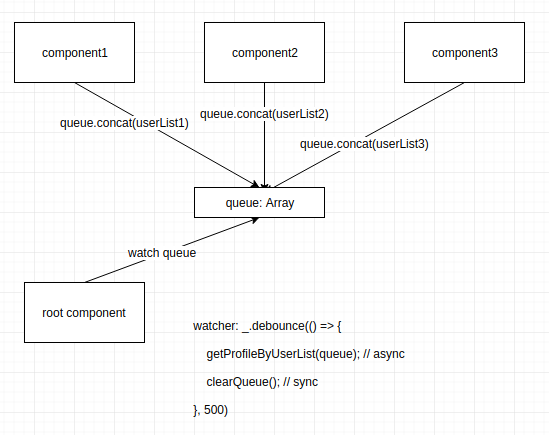 component1
component2
component3
queue.concat(userList1)
queue.concat(userList2)
queue.concat(userList3)
queue: Array
watch queue
root component
watcher: _.debounce(() => {
getProfileByUserList(queue); // async
clearQueue(); // sync
}, 500)